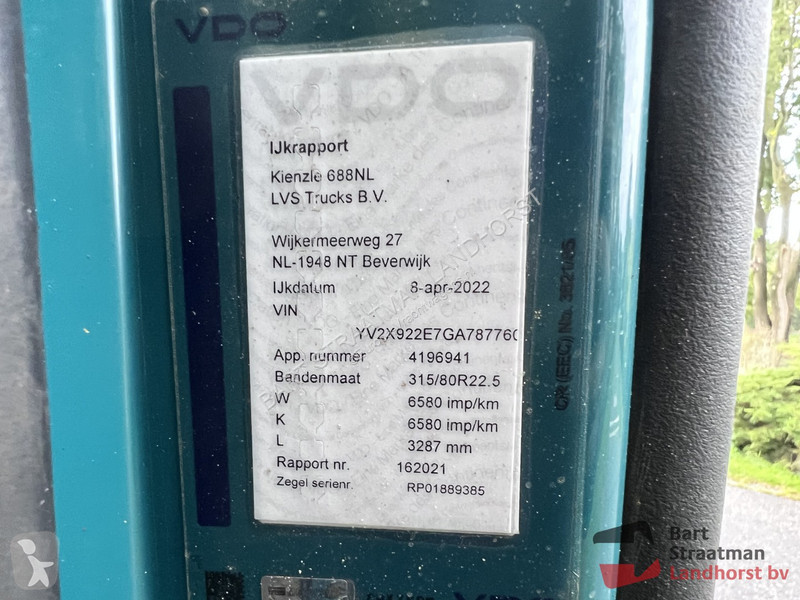 VDO
VDO
IJkrapport
Kienzle 688NL
LVS Trucks B.V.
Wijkermeerweg 27
NL-1948 NT Beverwijk
IJkdatum 8-apr-2022
VIN
YV2X922E7GA787760
App. nummer 4196941
Bandenmaat 315/80R22.5
W 6580 imp/km
K 6580 imp/km
L 3287 mm
Rapport nr. 162021
Zegel serienr. RP01889385
Bart
Straatman
Landhorst bv